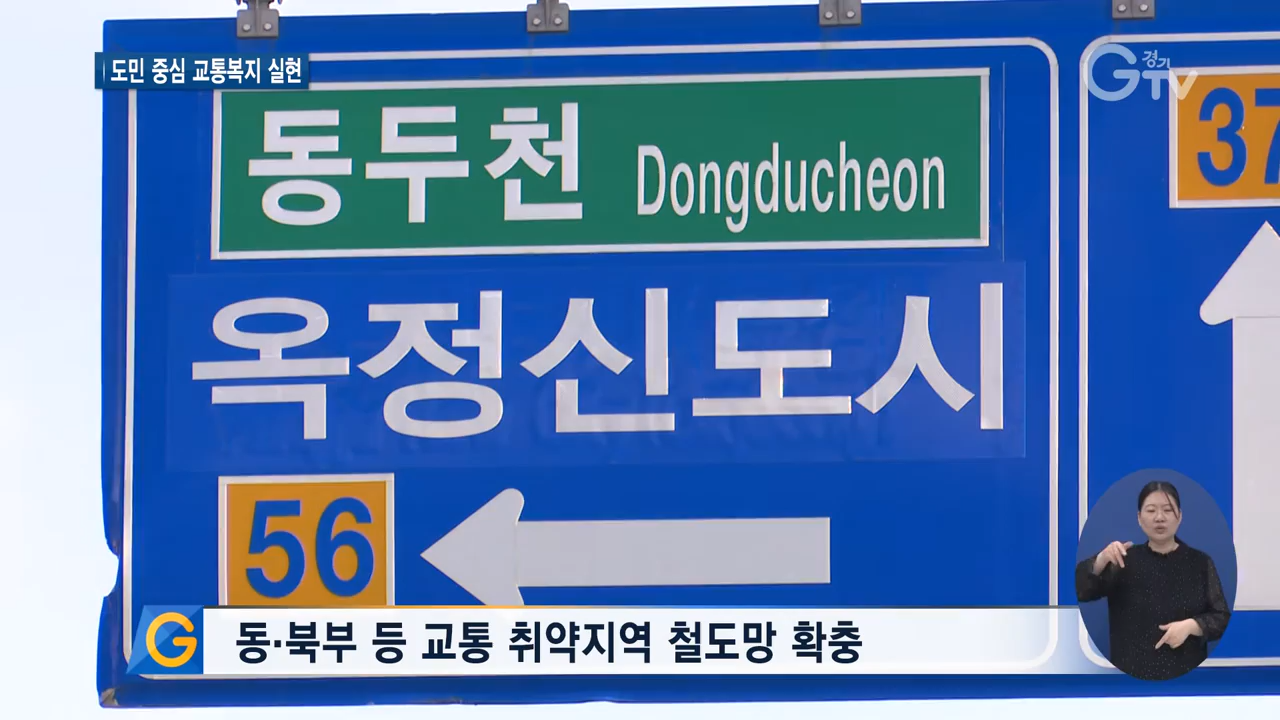 도민 중심 교통복지 실현
G 경기 TV
동두천 Dongducheon
37
옥정신도시
56
G 동·북부 등 교통 취약지역 철도망 확충